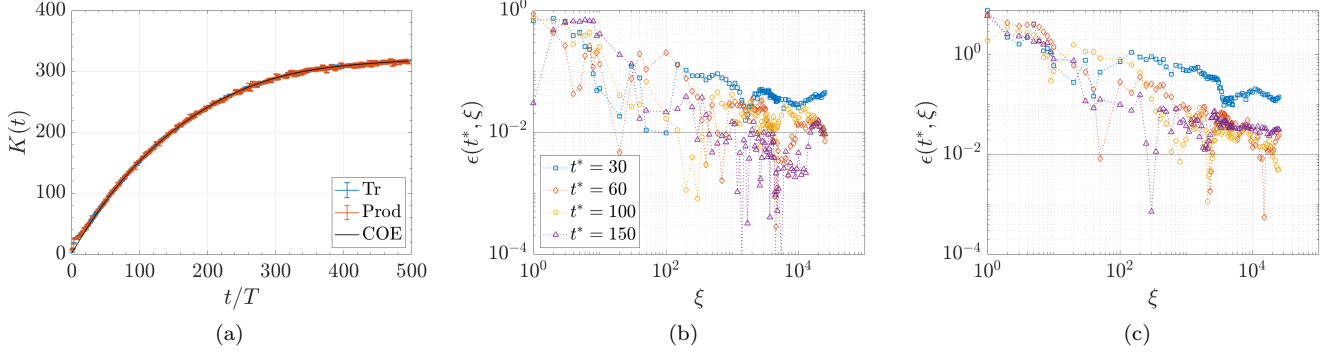 400
300
200
100
0
K(t)
0 100 200 300 400 500
t/T
Tr
Prod
COE
(a)
10^0
10^-2
10^-4
ϵ(t*, ξ)
10^0 10^2 10^4
ξ
t* = 30
t* = 60
t* = 100
t* = 150
(b)
10^0
10^-2
10^-4
ϵ(t*, ξ)
10^0 10^2 10^4
ξ
(c)